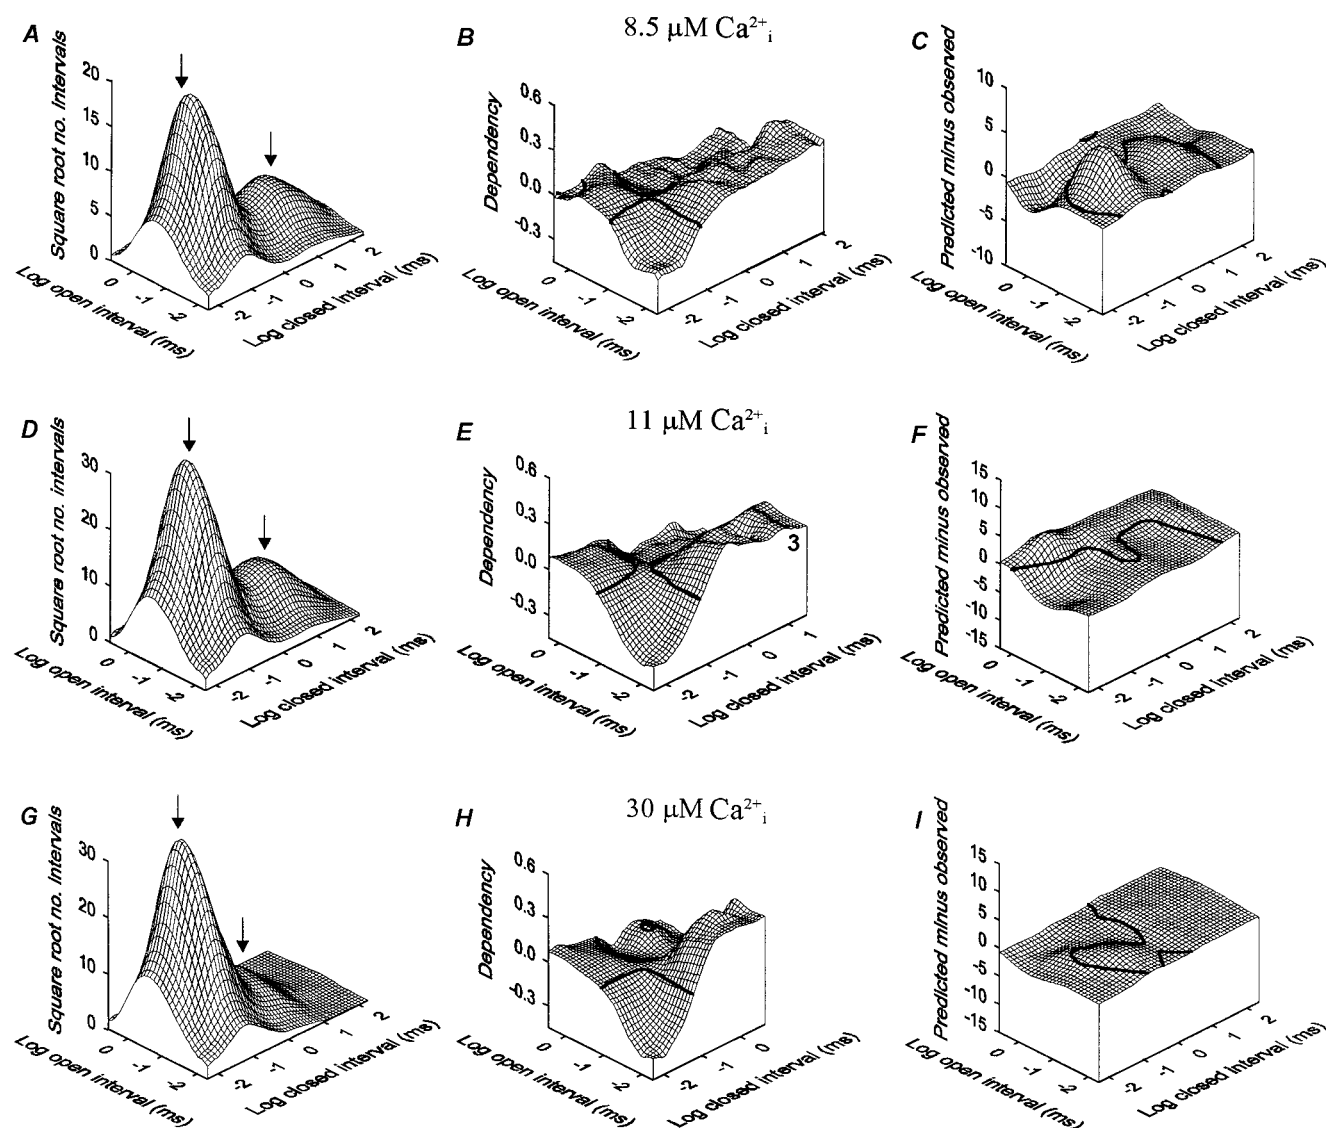 8.5 µM Ca²⁺ᵢ
A
Square root no. intervals
20
15
10
5
0
0
-1
-2
Log open interval (ms)
-2
-1
0
1
2
Log closed interval (ms)
B
Dependency
0.6
0.3
0.0
-0.3
0
-1
-2
Log open interval (ms)
-2
-1
0
1
2
Log closed interval (ms)
C
Predicted minus observed
10
5
0
-5
-10
0
-1
-2
Log open interval (ms)
-2
-1
0
1
2
Log closed interval (ms)
11 µM Ca²⁺ᵢ
D
Square root no. intervals
30
20
10
0
0
-1
-2
Log open interval (ms)
-2
-1
0
1
2
Log closed interval (ms)
E
Dependency
0.6
0.3
0.0
-0.3
3
0
-1
-2
Log open interval (ms)
-2
-1
0
1
Log closed interval (ms)
F
Predicted minus observed
15
10
5
0
-5
-10
-15
0
-1
-2
Log open interval (ms)
-2
-1
0
1
2
Log closed interval (ms)
30 µM Ca²⁺ᵢ
G
Square root no. intervals
30
20
10
0
0
-1
-2
Log open interval (ms)
-2
-1
0
1
2
Log closed interval (ms)
H
Dependency
0.6
0.3
0.0
-0.3
0
-1
-2
Log open interval (ms)
-2
-1
0
Log closed interval (ms)
I
Predicted minus observed
15
10
5
0
-5
-10
-15
0
-1
-2
Log open interval (ms)
-2
-1
0
1
2
Log closed interval (ms)